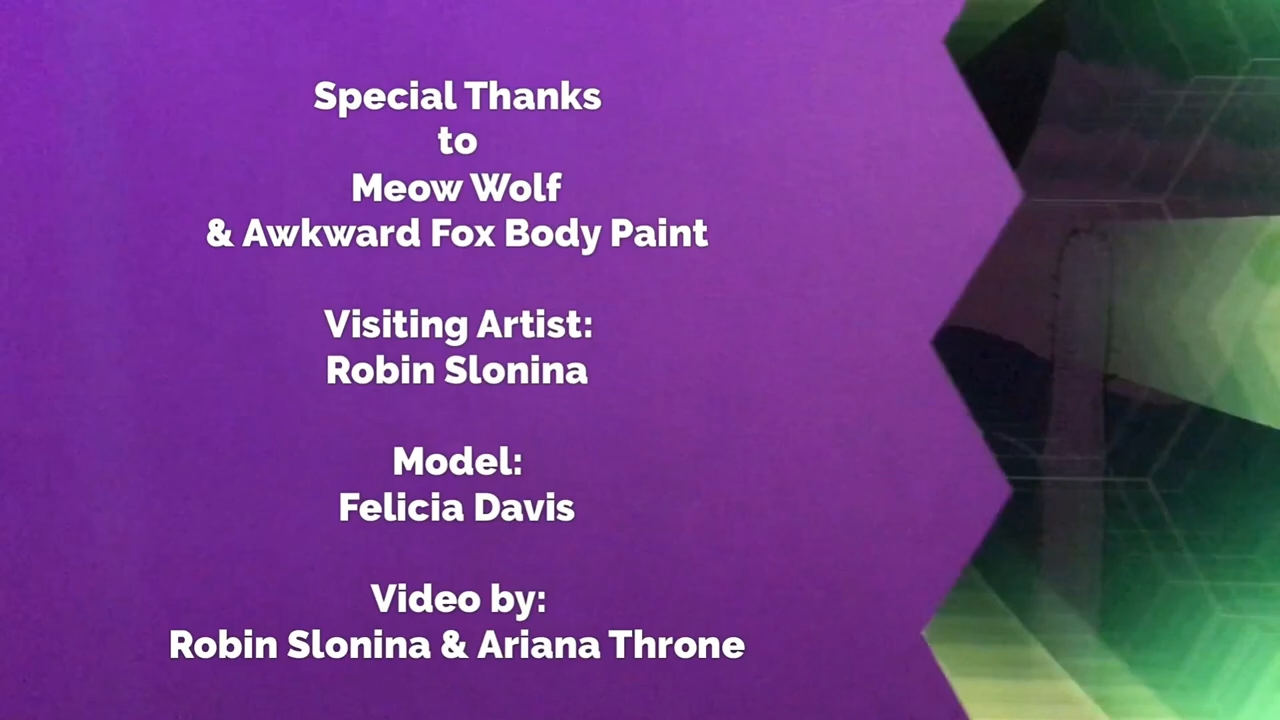 Special Thanks
to
Meow Wolf
& Awkward Fox Body Paint
Visiting Artist:
Robin Slonina
Model:
Felicia Davis
Video by:
Robin Slonina & Ariana Throne